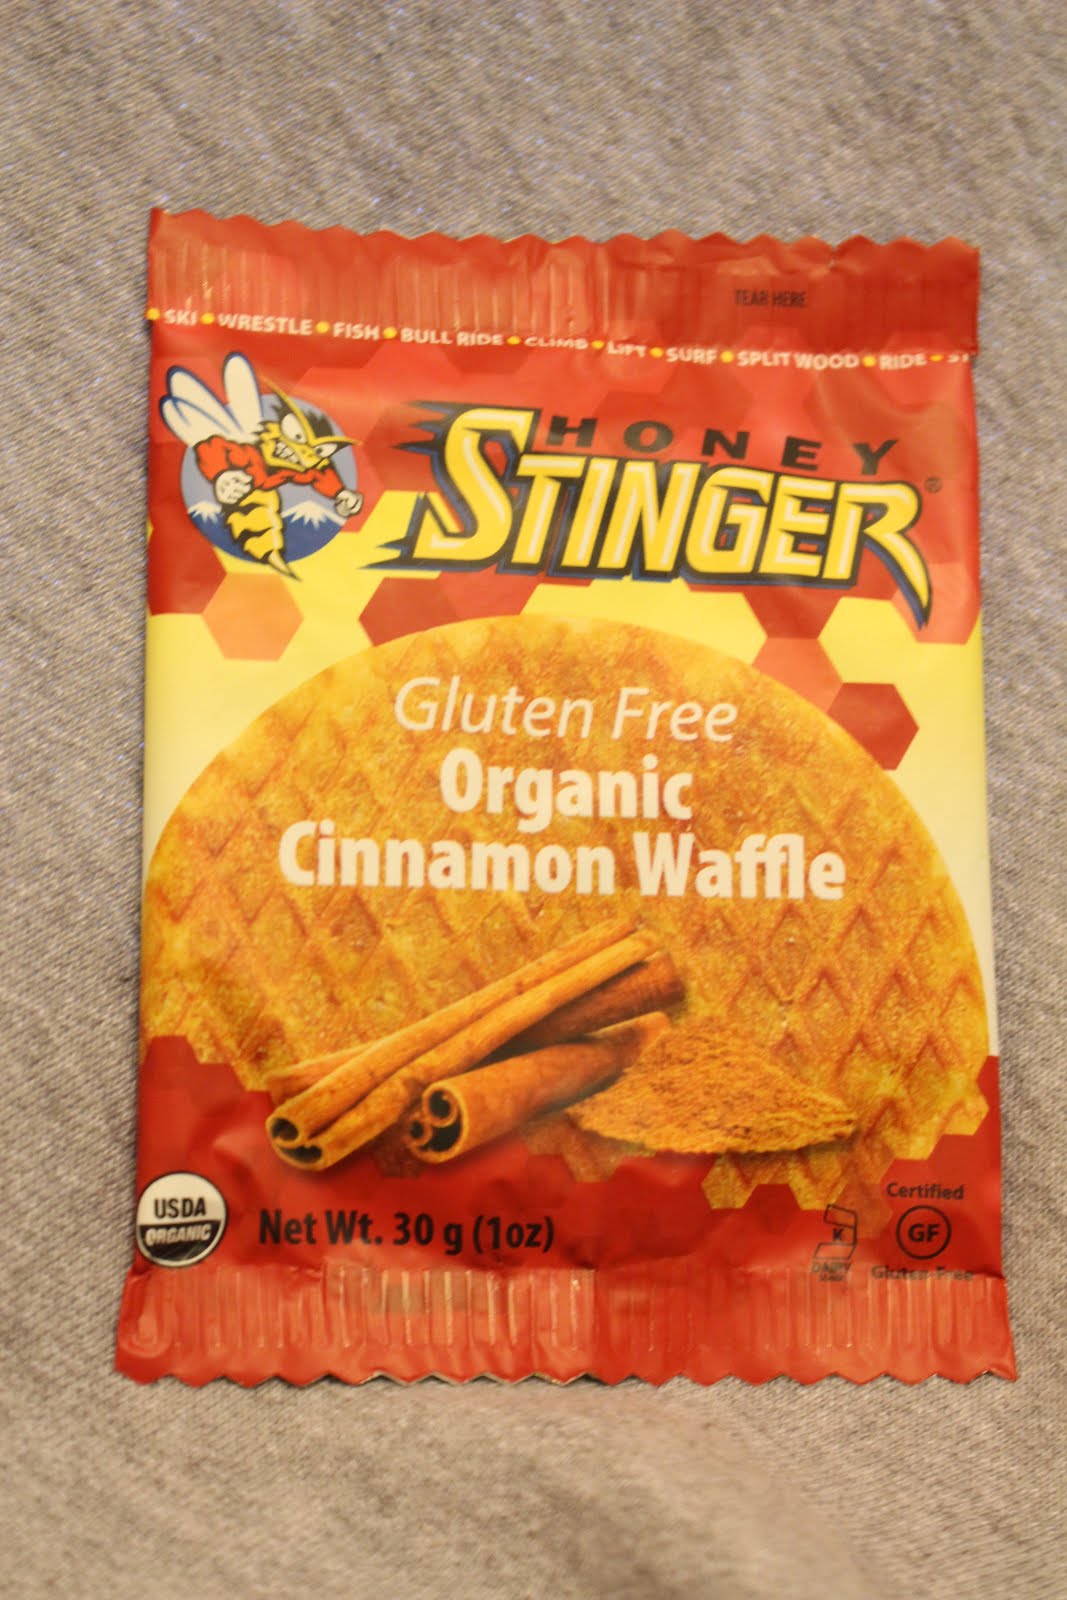 TEAR HERE
SKI • WRESTLE • FISH • BULL RIDE • CLIMB • LIFT • SURF • SPLIT WOOD • RIDE •
HONEY
STINGER®
Gluten Free
Organic
Cinnamon Waffle
USDA
ORGANIC
Net Wt. 30 g (1oz)
K
DAIRY
Certified
GF
Gluten-Free